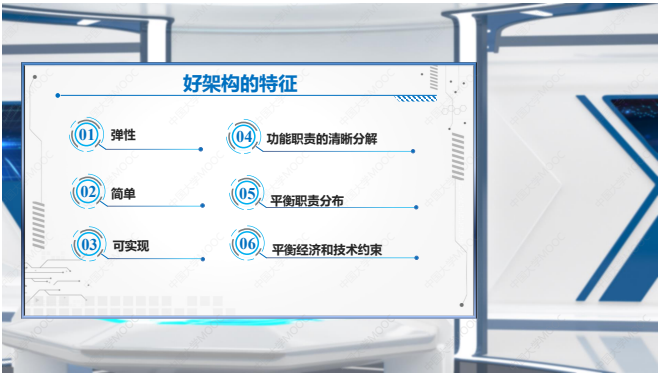 好架构的特征
01 弹性
02 简单
03 可实现
04 功能职责的清晰分解
05 平衡职责分布
06 平衡经济和技术约束